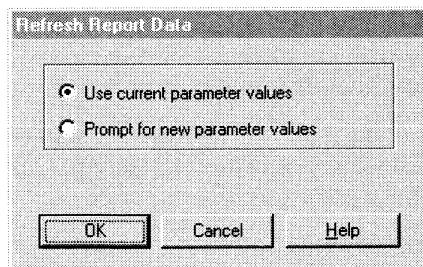 Refresh Report Data
Use current parameter values
Prompt for new parameter values
OK Cancel Help